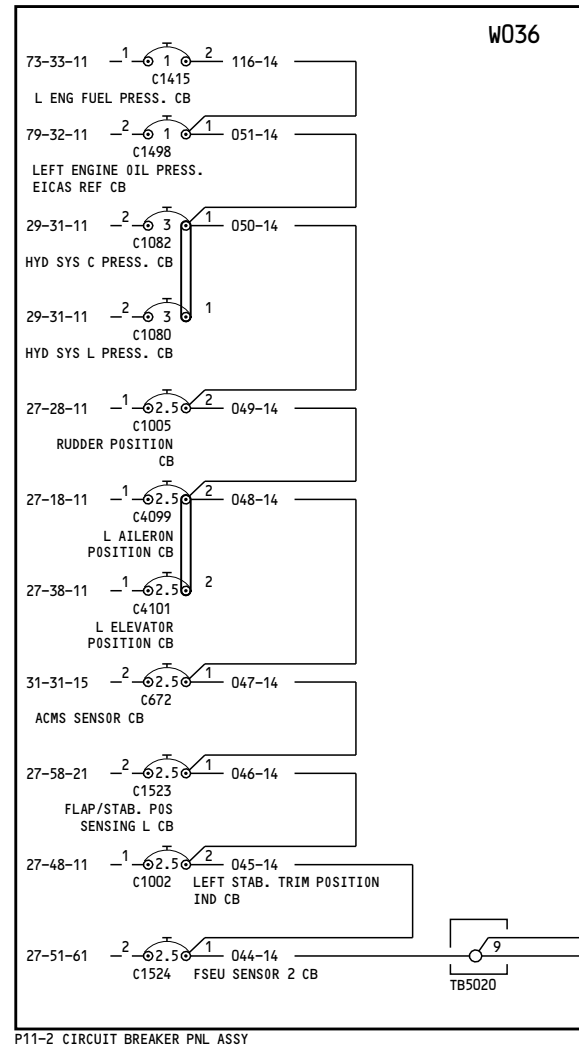 W036
73-33-11 1 1 2 116-14
C1415
L ENG FUEL PRESS. CB
79-32-11 2 1 1 051-14
C1498
LEFT ENGINE OIL PRESS.
EICAS REF CB
29-31-11 2 3 1 050-14
C1082
HYD SYS C PRESS. CB
29-31-11 2 3 1
C1080
HYD SYS L PRESS. CB
27-28-11 1 2.5 2 049-14
C1005
RUDDER POSITION
CB
27-18-11 1 2.5 2 048-14
C4099
L AILERON
POSITION CB
27-38-11 1 2.5 2
C4101
L ELEVATOR
POSITION CB
31-31-15 2 2.5 1 047-14
C672
ACMS SENSOR CB
27-58-21 2 2.5 1 046-14
C1523
FLAP/STAB. POS
SENSING L CB
27-48-11 1 2.5 2 045-14
C1002 LEFT STAB. TRIM POSITION
IND CB
27-51-61 2 2.5 1 044-14 9
C1524 FSEU SENSOR 2 CB
TB5020
P11-2 CIRCUIT BREAKER PNL ASSY